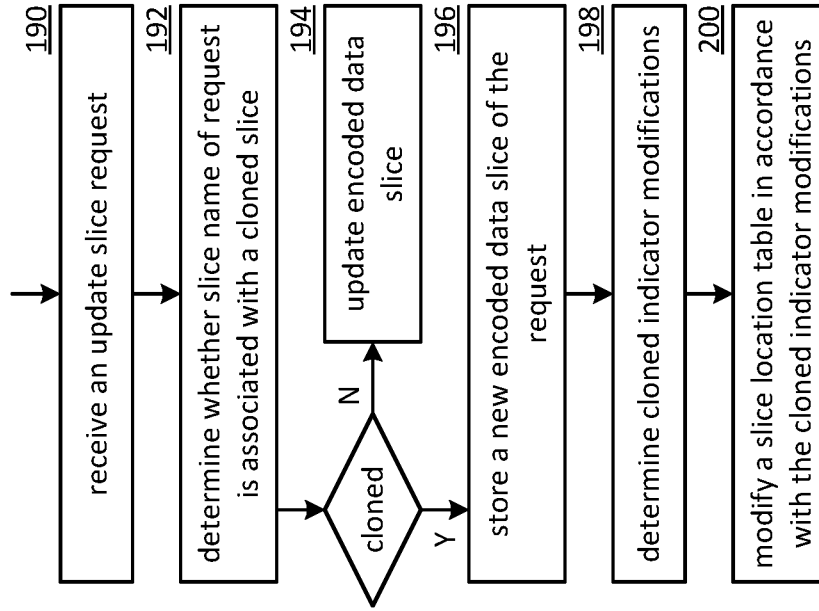 190
receive an update slice request
192
determine whether slice name of request
is associated with a cloned slice
194
cloned
N
update encoded data
slice
Y
196
store a new encoded data slice of the
request
198
determine cloned indicator modifications
200
modify a slice location table in accordance
with the cloned indicator modifications